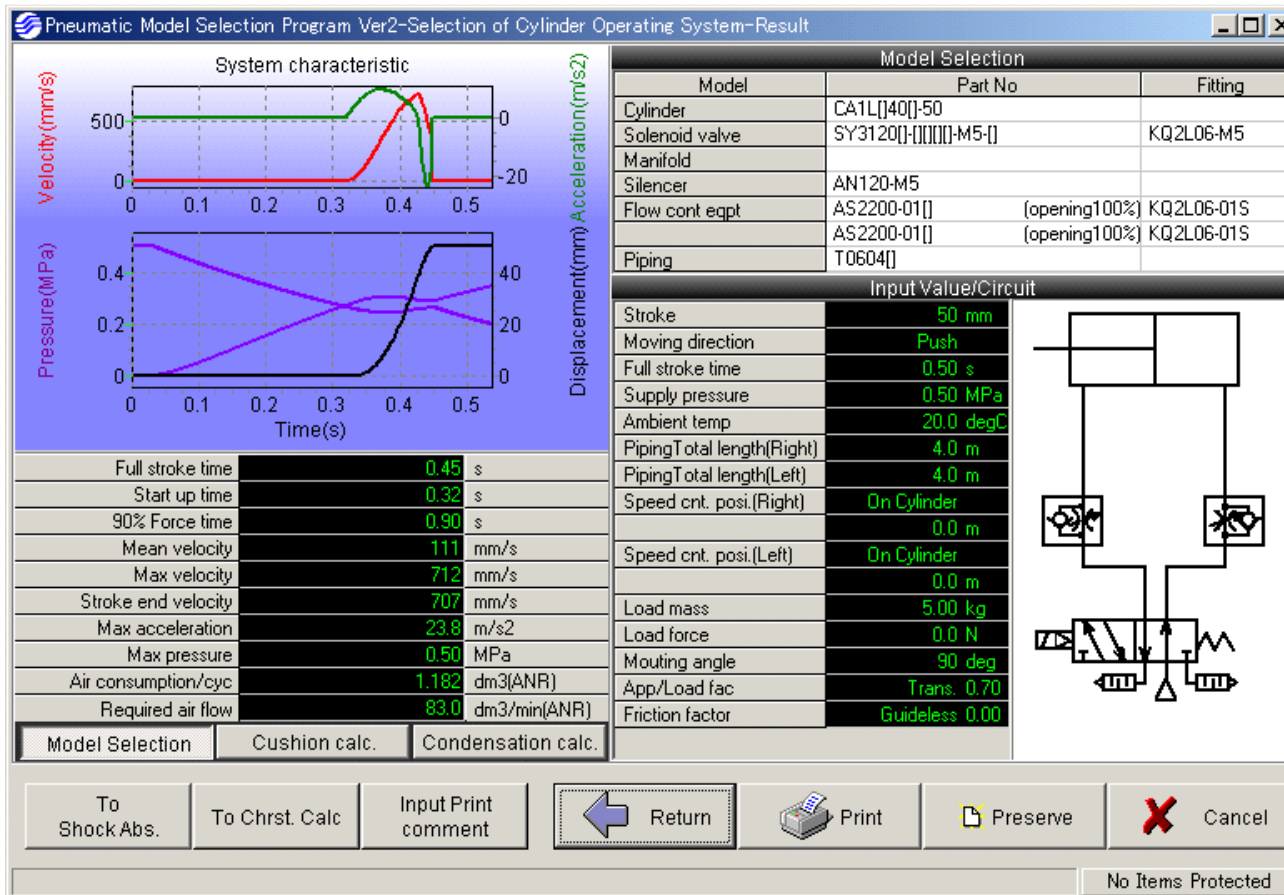 Pneumatic Model Selection Program Ver2-Selection of Cylinder Operating System-Result
System characteristic
Velocity(mm/s)
Acceleration(m/s2)
500
0
0
-20
0 0.1 0.2 0.3 0.4 0.5
Pressure(MPa)
Displacement(mm)
0.4
0.2
0
40
20
0
0 0.1 0.2 0.3 0.4 0.5
Time(s)
Full stroke time 0.45 s
Start up time 0.32 s
90% Force time 0.90 s
Mean velocity 111 mm/s
Max velocity 712 mm/s
Stroke end velocity 707 mm/s
Max acceleration 23.8 m/s2
Max pressure 0.50 MPa
Air consumption/cyc 1.182 dm3(ANR)
Required air flow 83.0 dm3/min(ANR)
Model Selection Cushion calc. Condensation calc.
Model Selection
Model Part No Fitting
Cylinder CA1L[]40[]-50
Solenoid valve SY3120[]-[][][][]-M5-[] KQ2L06-M5
Manifold
Silencer AN120-M5
Flow cont eqpt AS2200-01[] (opening100%) KQ2L06-01S
AS2200-01[] (opening100%) KQ2L06-01S
Piping T0604[]
Input Value/Circuit
Stroke 50 mm
Moving direction Push
Full stroke time 0.50 s
Supply pressure 0.50 MPa
Ambient temp 20.0 degC
PipingTotal length(Right) 4.0 m
PipingTotal length(Left) 4.0 m
Speed cnt. posi.(Right) On Cylinder
0.0 m
Speed cnt. posi.(Left) On Cylinder
0.0 m
Load mass 5.00 kg
Load force 0.0 N
Mouting angle 90 deg
App/Load fac Trans. 0.70
Friction factor Guideless 0.00
To
Shock Abs.
To Chrst. Calc
Input Print
comment
Return
Print
Preserve
Cancel
No Items Protected